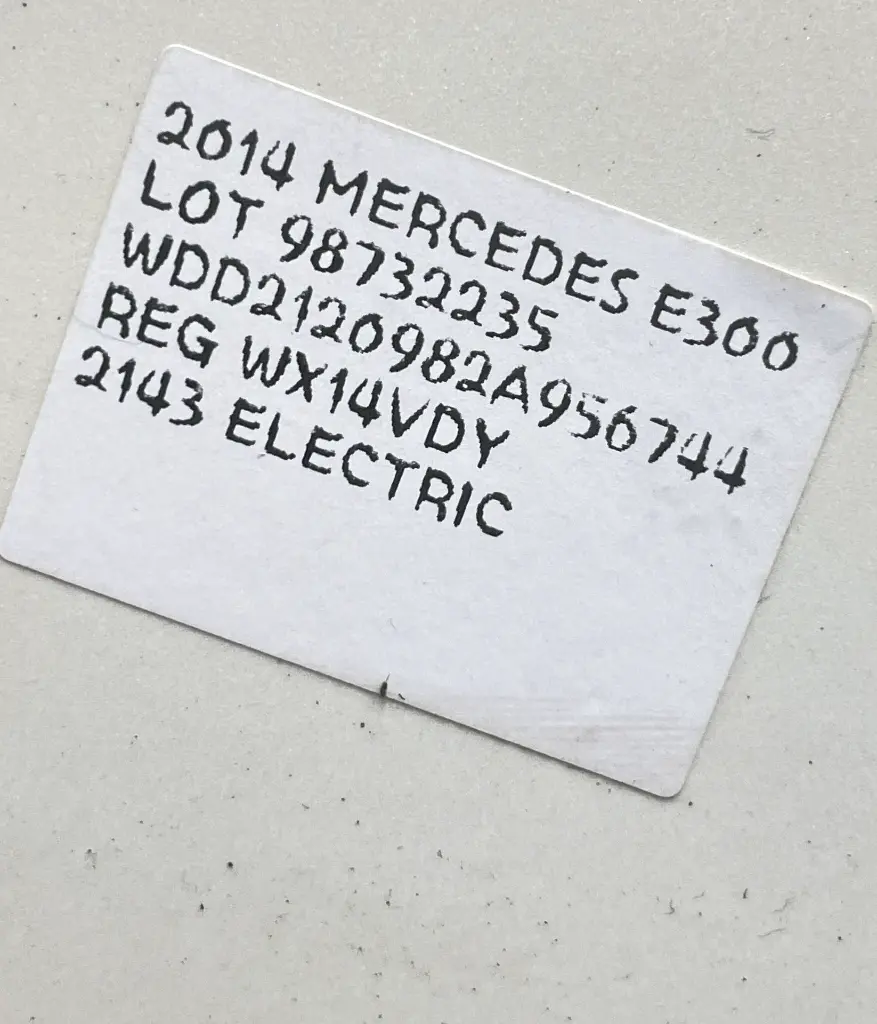 2014 MERCEDES E300
LOT 98732235
WDD2120982A956744
REG WX14VDY
2143 ELECTRIC